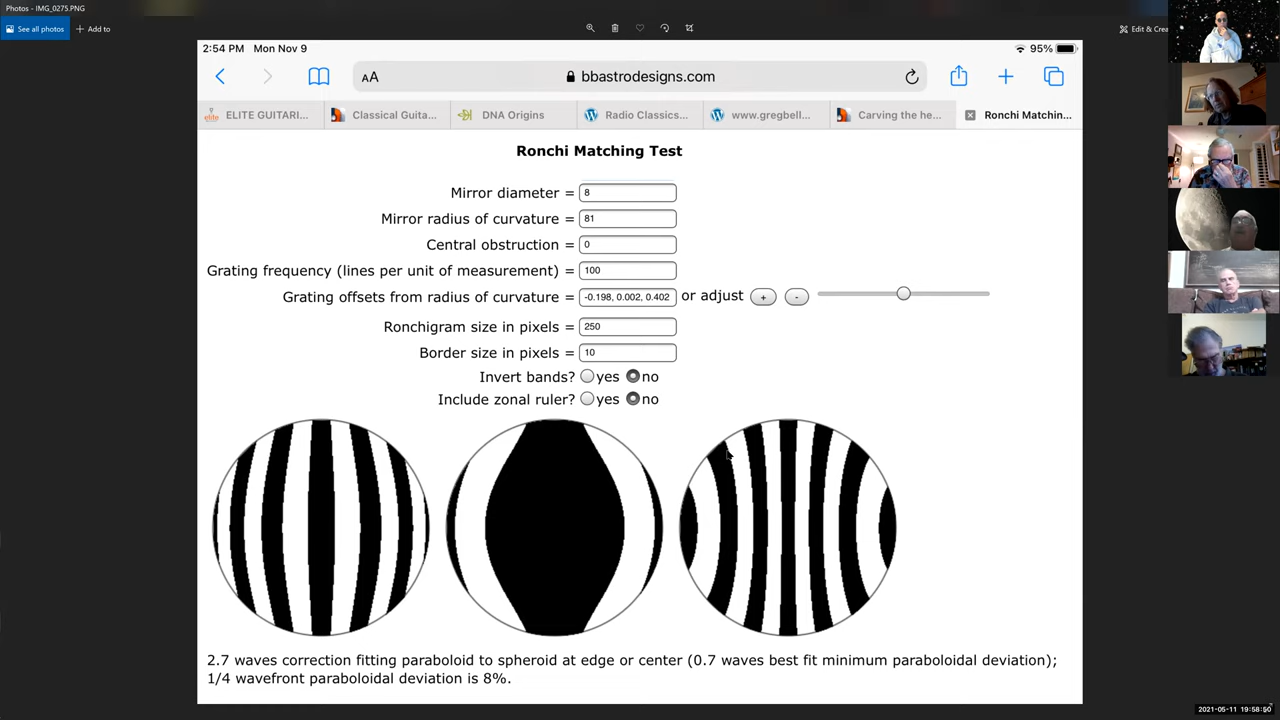 Photos - IMG_0275.PNG
See all photos
+ Add to
Edit & Crea
2:54 PM Mon Nov 9
95%
AA
bbastrodesigns.com
ELITE GUITARI...
Classical Guita...
DNA Origins
Radio Classics...
www.gregbell...
Carving the he...
Ronchi Matchin...
Ronchi Matching Test
Mirror diameter = 8
Mirror radius of curvature = 81
Central obstruction = 0
Grating frequency (lines per unit of measurement) = 100
Grating offsets from radius of curvature = -0.198, 0.002, 0.402 or adjust + -
Ronchigram size in pixels = 250
Border size in pixels = 10
Invert bands? yes no
Include zonal ruler? yes no
2.7 waves correction fitting paraboloid to spheroid at edge or center (0.7 waves best fit minimum paraboloidal deviation);
1/4 wavefront paraboloidal deviation is 8%.
2021-05-11 19:58:50